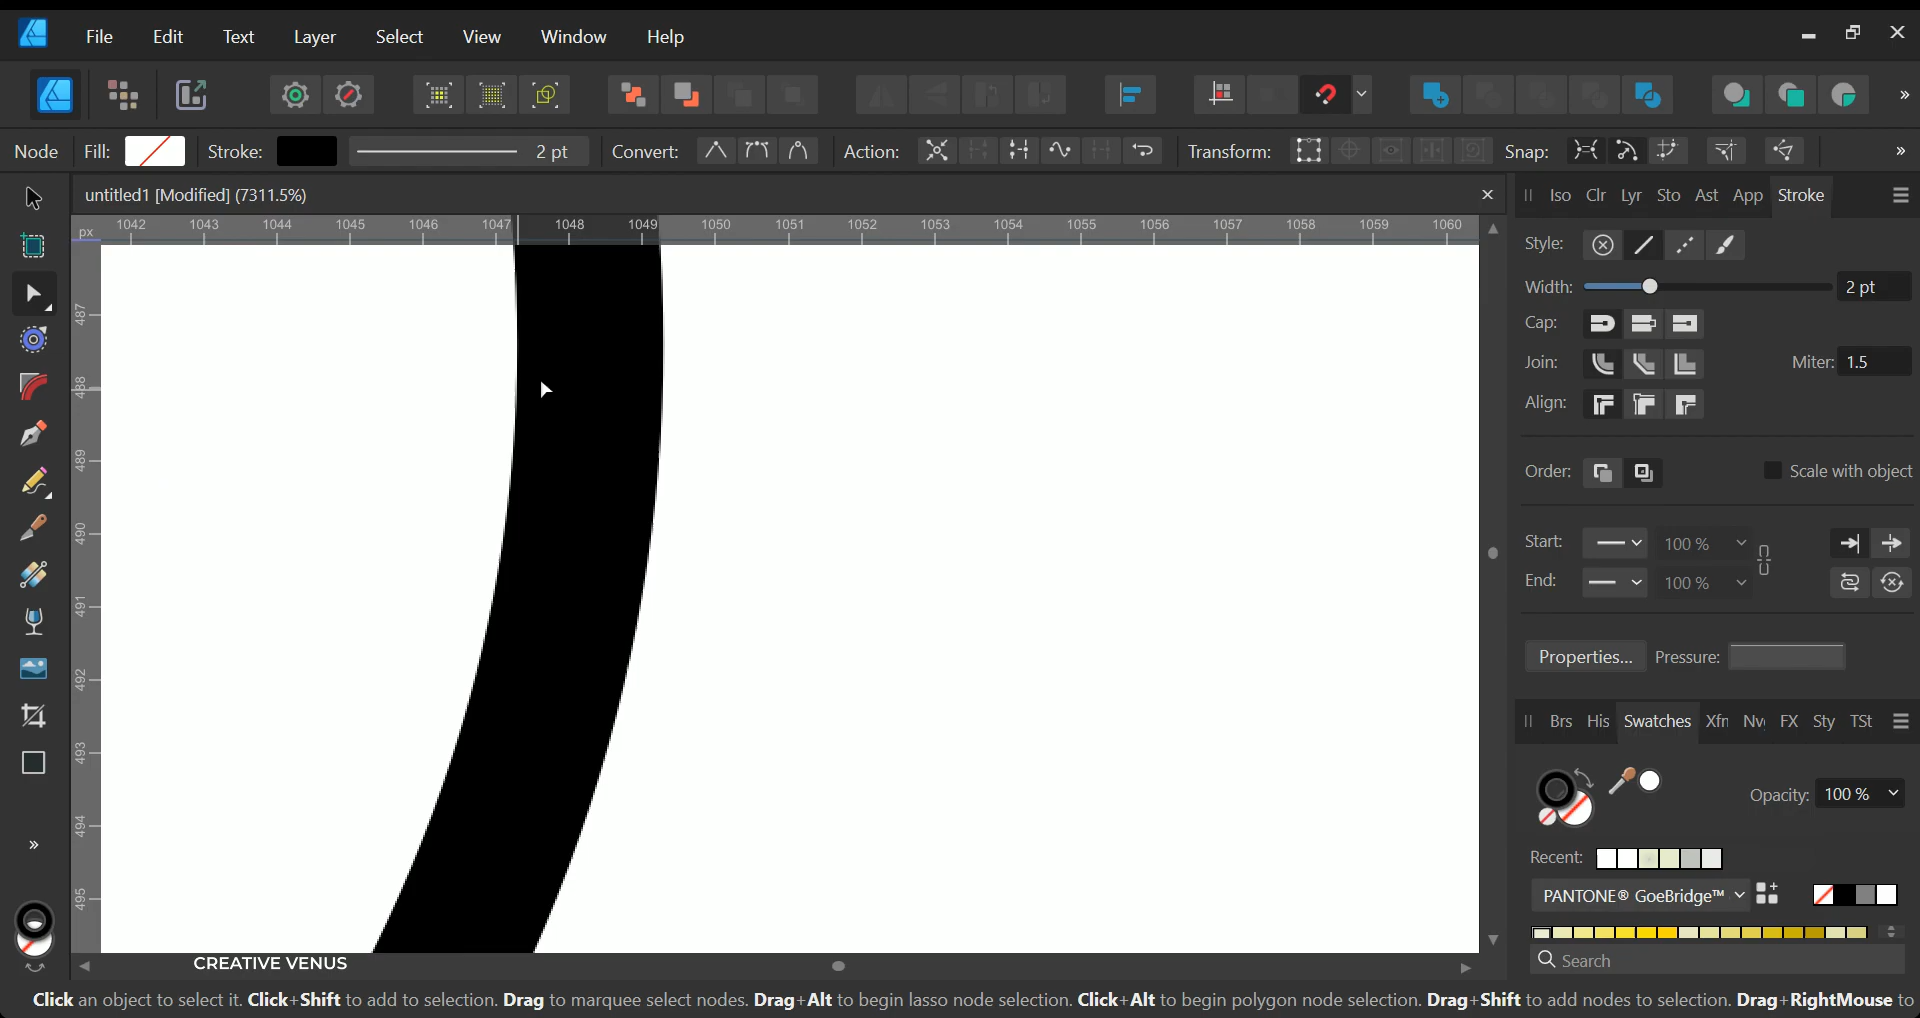 File Edit Text Layer Select View Window Help
Node Fill: Stroke: 2 pt Convert: Action: Transform: Snap:
untitled1 [Modified] (7311.5%)
Iso Clr Lyr Sto Ast App Stroke
px 1042 1043 1044 1045 1046 1047 1048 1049 1050 1051 1052 1053 1054 1055 1056 1057 1058 1059 1060
487
488
489
490
491
492
493
494
495
Style:
Width: 2 pt
Cap:
Join: Miter: 1.5
Align:
Order: Scale with object
Start: 100 %
End: 100 %
Properties... Pressure:
Brs His Swatches Xfr Nv FX Sty TSt
Opacity: 100 %
Recent:
PANTONE® GoeBridge™
Search
CREATIVE VENUS
Click an object to select it. Click+Shift to add to selection. Drag to marquee select nodes. Drag+Alt to begin lasso node selection. Click+Alt to begin polygon node selection. Drag+Shift to add nodes to selection. Drag+RightMouse to